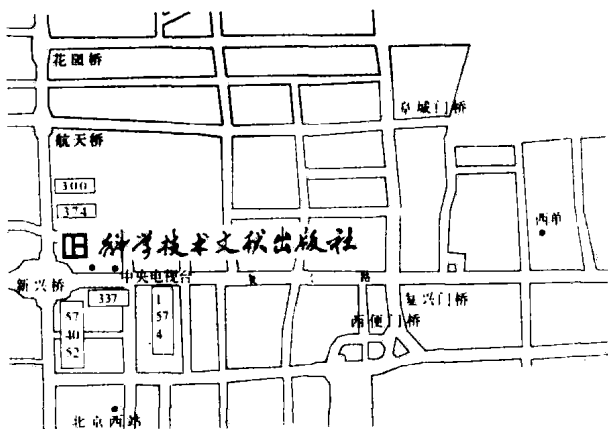 花园桥
阜城门桥
航天桥
300
374
西单
科学技术文献出版社
中央电视台
复
路
新兴桥
337
1
57
4
57
40
52
复兴门桥
西便门桥
北京西站